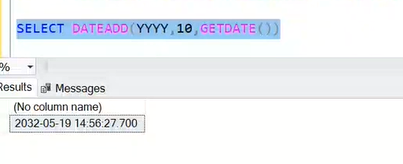 SELECT DATEADD(YYYY,10,GETDATE())
%
Results Messages
(No column name)
2032-05-19 14:56:27.700